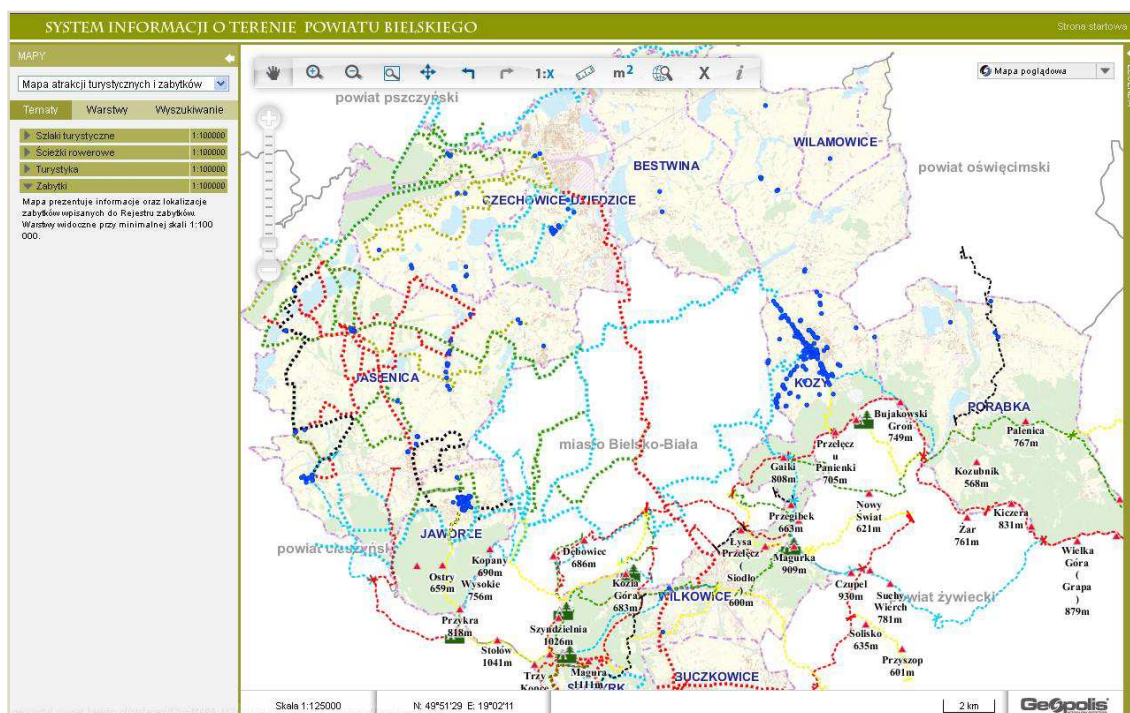 SYSTEM INFORMACJI O TERENIE POWIATU BIELSKIEGO
Strona startowa
MAPY
Mapa atrakcji turystycznych i zabytków
Tematy Warstwy Wyszukiwanie
Szlaki turystyczne 1:100000
Ścieżki rowerowe 1:100000
Turystyka 1:100000
Zabytki 1:100000
Mapa prezentuje informacje oraz lokalizacje
zabytków wpisanych do Rejestru zabytków.
Warstwy widoczne przy minimalnej skali 1:100
000.
1:X m² X i
Mapa poglądowa
powiat pszczyński
WILAMOWICE
BESTWINA
powiat oświęcimski
CZECHOWICE-DZIEDZICE
JASIENICA
KOZY
PORĄBKA
Bujakowski
Groń
749m
Palenica
767m
miasto Bielsko-Biała
Przełęcz
u
Panienki
705m
Gaiki
808m
Kozubnik
568m
Nowy
Świat
621m
Przegibek
663m
Kiczera
831m
Żar
761m
JAWORZE
powiat cieszyński
Kopany
690m
Wysokie
756m
Ostry
659m
Dębowiec
686m
Łysa
Przełęcz
(
Siodło
)
600m
Magurka
909m
Wielka
Góra
(
Grapa
)
879m
Kozia
Góra
683m
WILKOWICE
Czupel
930m
Suchy
Wierch
781m
powiat żywiecki
Przykra
818m
Szyndzielnia
1026m
Solisko
635m
Stołów
1041m
Przyszop
601m
Trzy
Kopce
Magura
1111m
BUCZKOWICE
Skala 1:125000
N: 49°51'29 E: 19°02'11
2 km
Geopolis